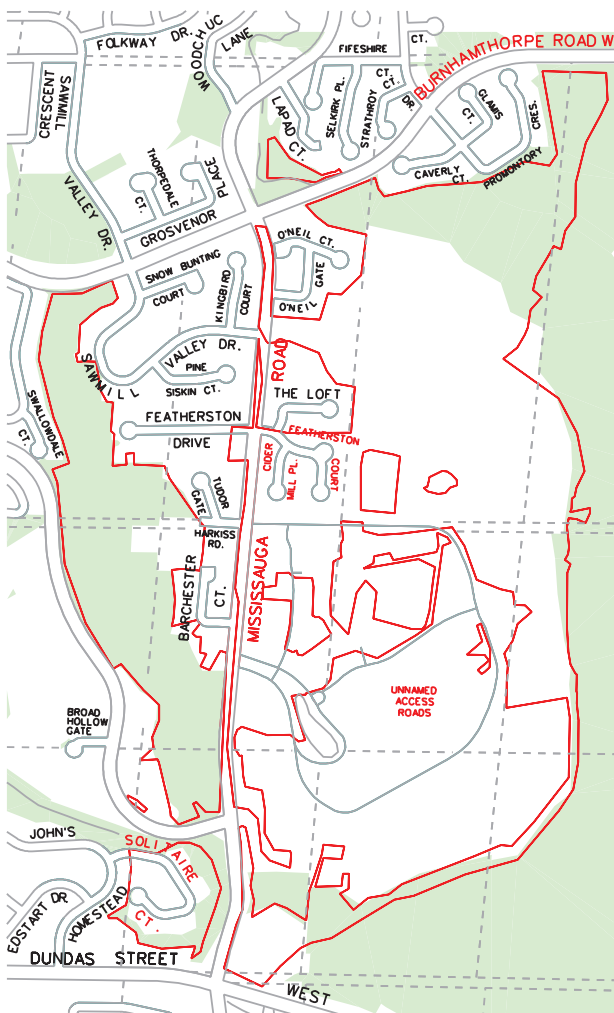 FOLKWAY DR.
WOODCHUC
LANE
FIFESHIRE
CT.
BURNHAMTHORPE ROAD W
SAWMILL
CRESCENT
LAPAD CT.
SELKIRK PL.
STRATHROY
CT.
CT.
DR.
GLAMIS
CT.
CRES.
PROMONTORY
CAVERLY
CT.
VALLEY DR.
THORPEDALE
CT.
PLACE
GROSVENOR
O'NEIL CT.
GATE
O'NEIL
SNOW BUNTING
COURT
KINGBIRD
COURT
SAWMILL
VALLEY DR.
PINE
SISKIN CT.
ROAD
THE LOFT
FEATHERSTON
DRIVE
FEATHERSTON
COURT
CIDER
MILL PL.
SWALLOWDALE
CT.
TUDOR
GATE
HARKISS
RD.
BARCHESTER
CT.
MISSISSAUGA
UNNAMED
ACCESS
ROADS
BROAD
HOLLOW
GATE
JOHN'S
SOLITAIRE
CT.
HOMESTEAD
EDSTART DR.
DUNDAS STREET
WEST